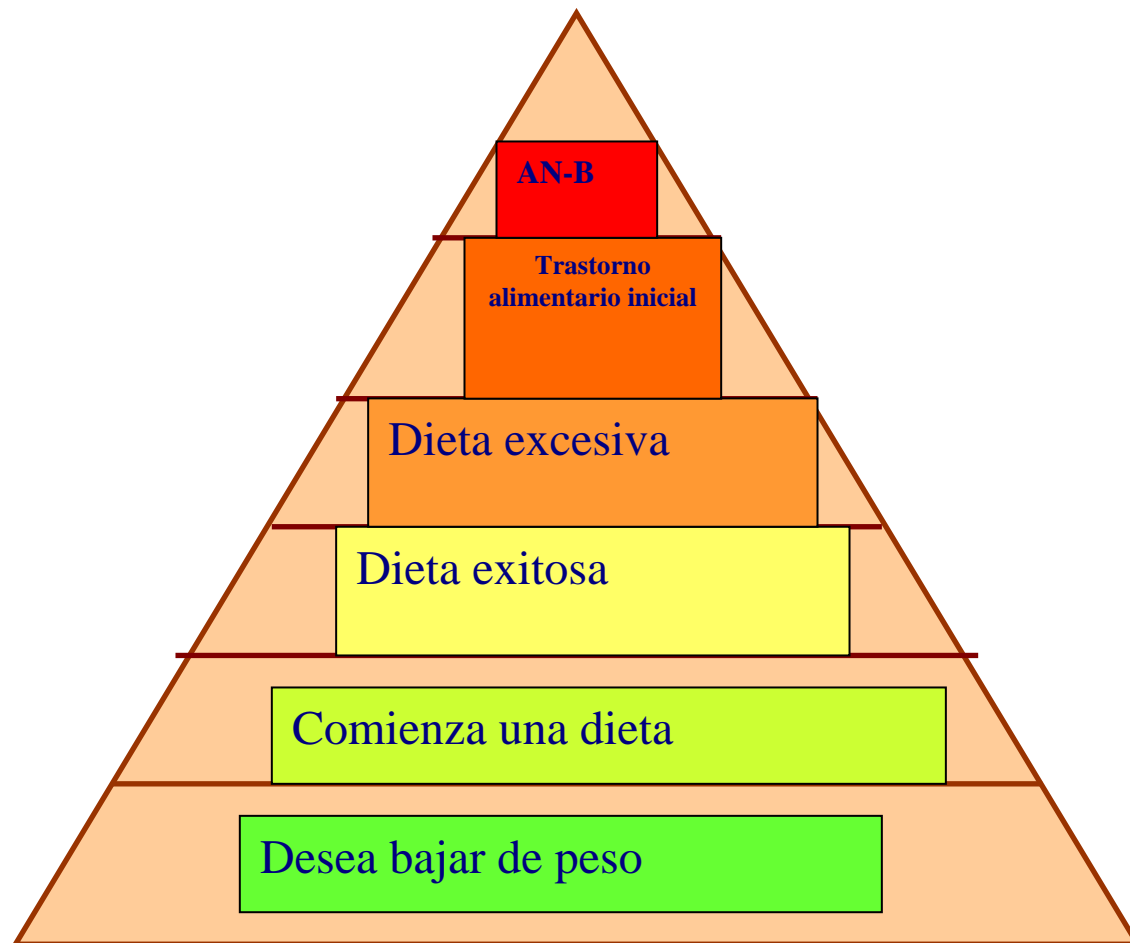 AN-B
Trastorno
alimentario inicial
Dieta excesiva
Dieta exitosa
Comienza una dieta
Desea bajar de peso